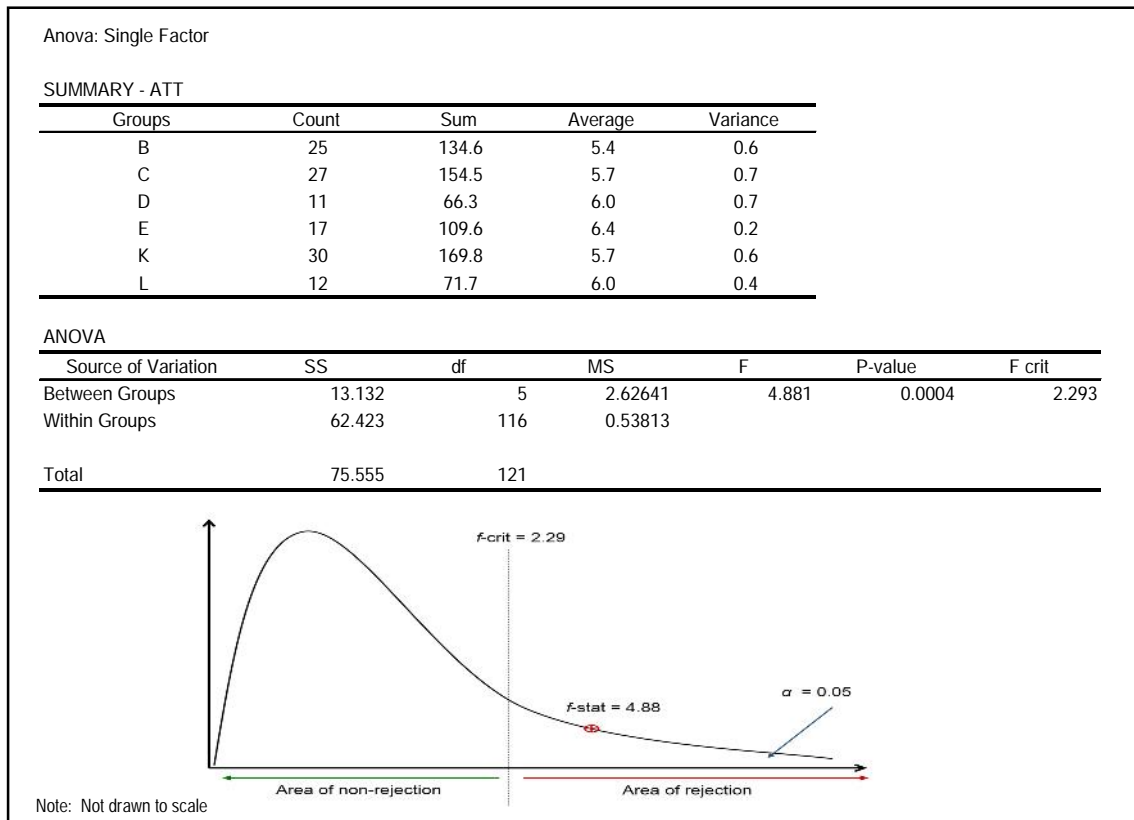 Anova: Single Factor
SUMMARY - ATT
Groups Count Sum Average Variance
B 25 134.6 5.4 0.6
C 27 154.5 5.7 0.7
D 11 66.3 6.0 0.7
E 17 109.6 6.4 0.2
K 30 169.8 5.7 0.6
L 12 71.7 6.0 0.4
ANOVA
Source of Variation SS df MS F P-value F crit
Between Groups 13.132 5 2.62641 4.881 0.0004 2.293
Within Groups 62.423 116 0.53813
Total 75.555 121
f-crit = 2.29
α = 0.05
f-stat = 4.88
Area of non-rejection Area of rejection
Note: Not drawn to scale